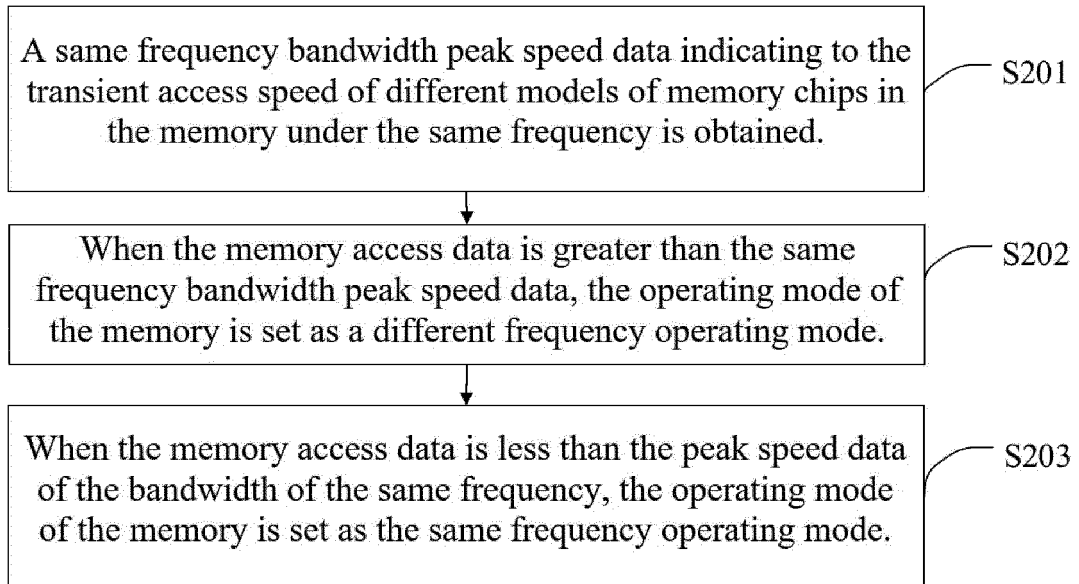 A same frequency bandwidth peak speed data indicating to the
transient access speed of different models of memory chips in
the memory under the same frequency is obtained.
S201
When the memory access data is greater than the same
frequency bandwidth peak speed data, the operating mode of
the memory is set as a different frequency operating mode.
S202
When the memory access data is less than the peak speed data
of the bandwidth of the same frequency, the operating mode
of the memory is set as the same frequency operating mode.
S203